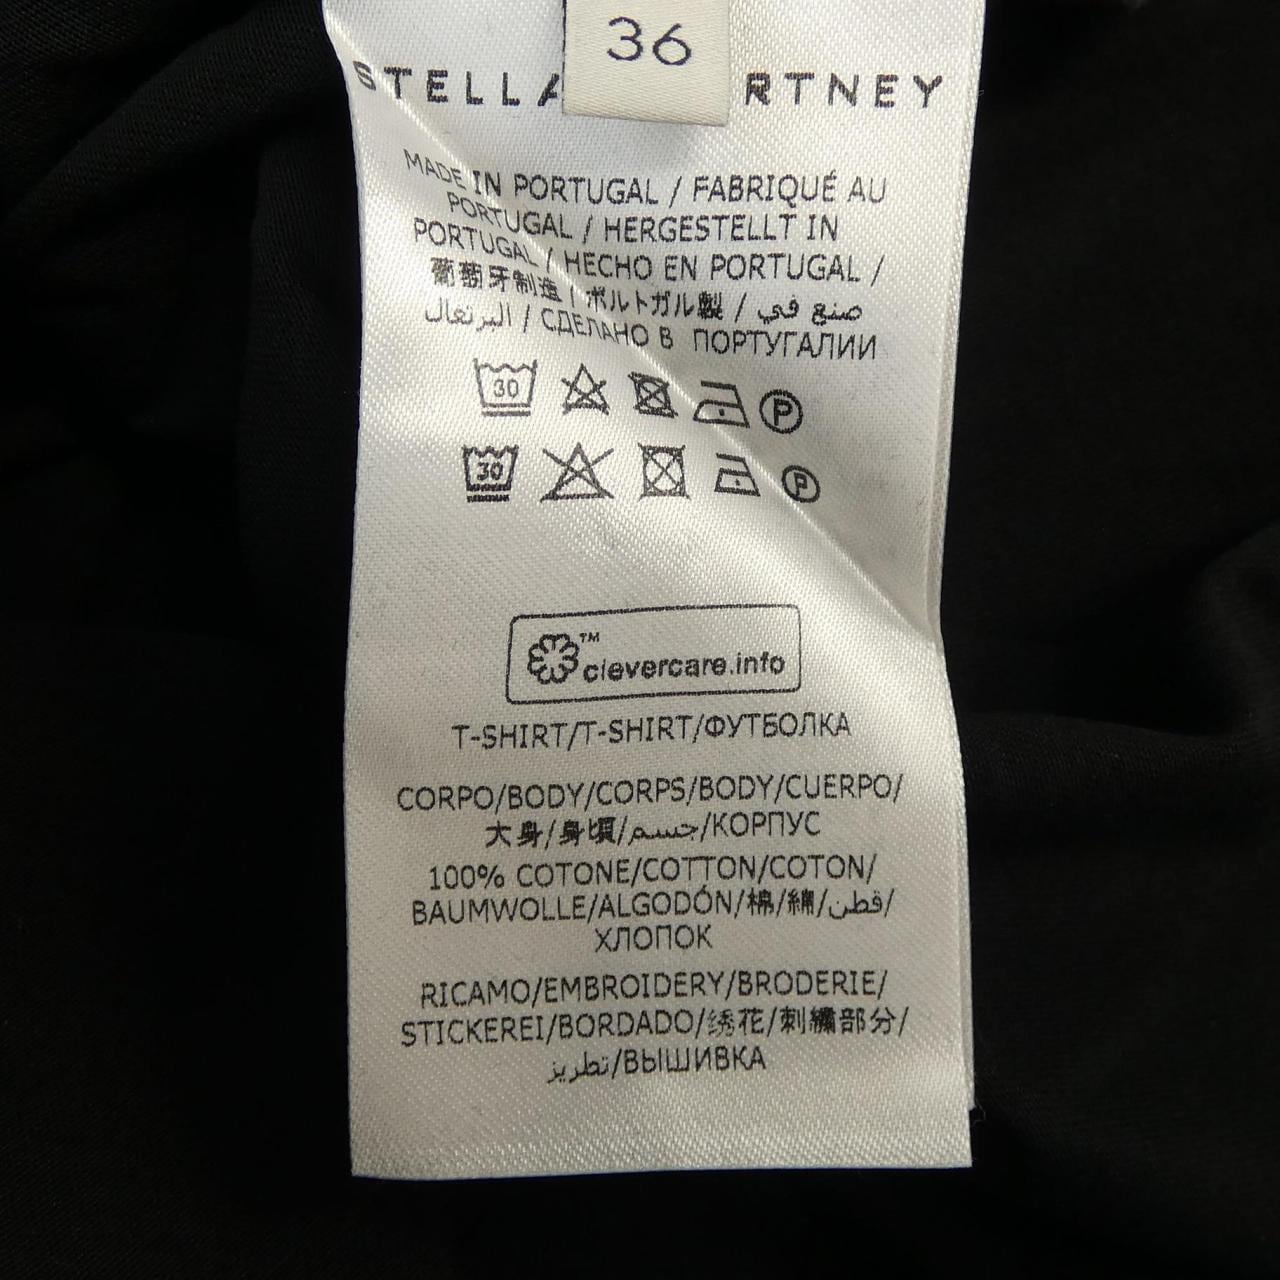 36
STELLA RTNEY
MADE IN PORTUGAL / FABRIQUÉ AU
PORTUGAL / HERGESTELLT IN
PORTUGAL / HECHO EN PORTUGAL /
葡萄牙制造 / ポルトガル製 / صنع في
البرتغال / СДЕЛАНО В ПОРТУГАЛИИ
30 P
30 P
™ clevercare.info
T-SHIRT/T-SHIRT/ФУТБОЛКА
CORPO/BODY/CORPS/BODY/CUERPO/
大身/身頃/جسم/КОРПУС
100% COTONE/COTTON/COTON/
BAUMWOLLE/ALGODÓN/棉/綿/قطن/
ХЛОПОК
RICAMO/EMBROIDERY/BRODERIE/
STICKEREI/BORDADO/绣花/刺繍部分/
تطريز/ВЫШИВКА